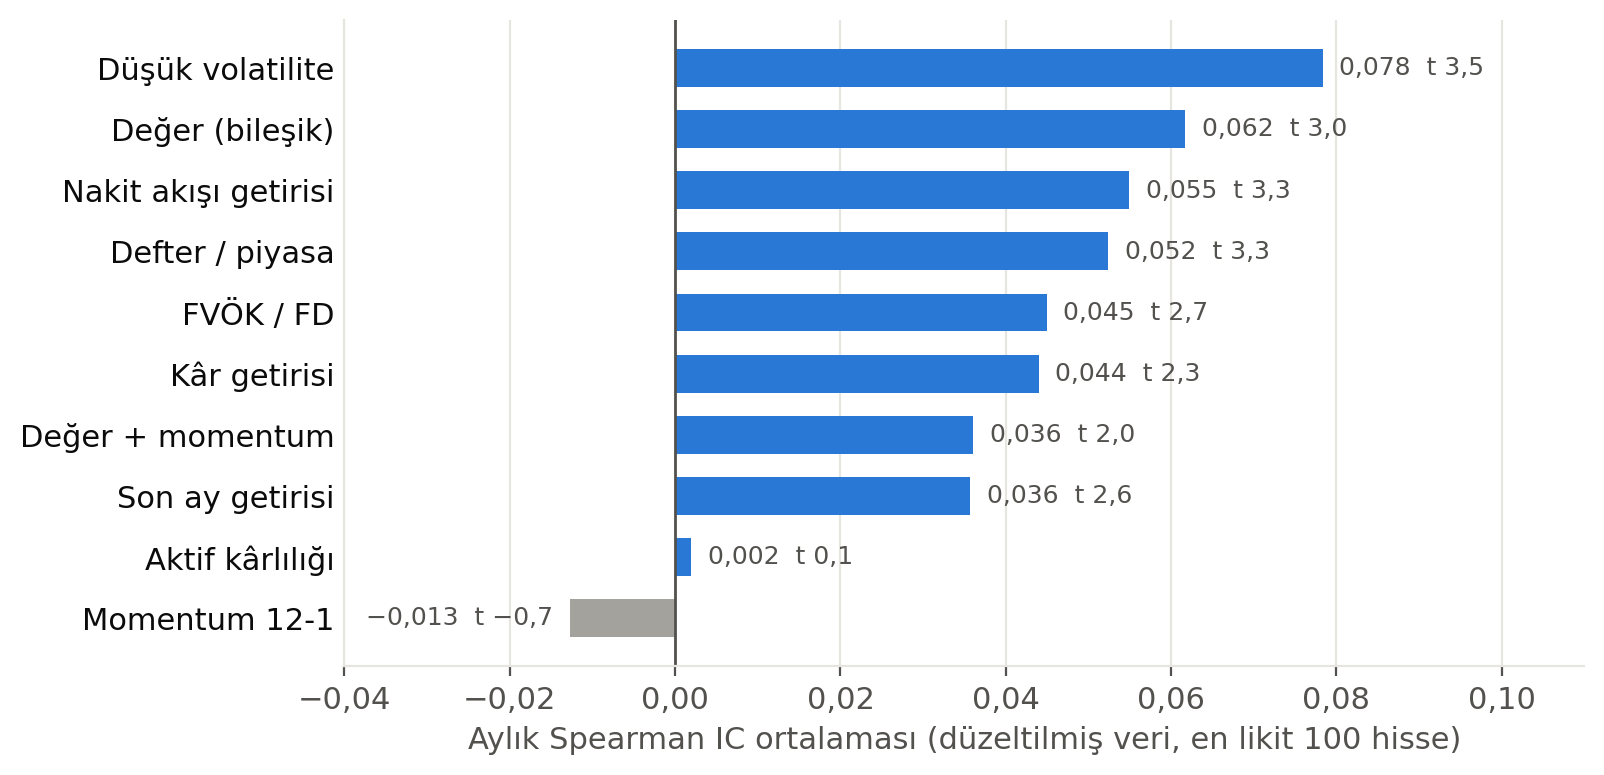 Düşük volatilite 0,078 t 3,5
Değer (bileşik) 0,062 t 3,0
Nakit akışı getirisi 0,055 t 3,3
Defter / piyasa 0,052 t 3,3
FVÖK / FD 0,045 t 2,7
Kâr getirisi 0,044 t 2,3
Değer + momentum 0,036 t 2,0
Son ay getirisi 0,036 t 2,6
Aktif kârlılığı 0,002 t 0,1
Momentum 12-1 −0,013 t −0,7
−0,04 −0,02 0,00 0,02 0,04 0,06 0,08 0,10
Aylık Spearman IC ortalaması (düzeltilmiş veri, en likit 100 hisse)